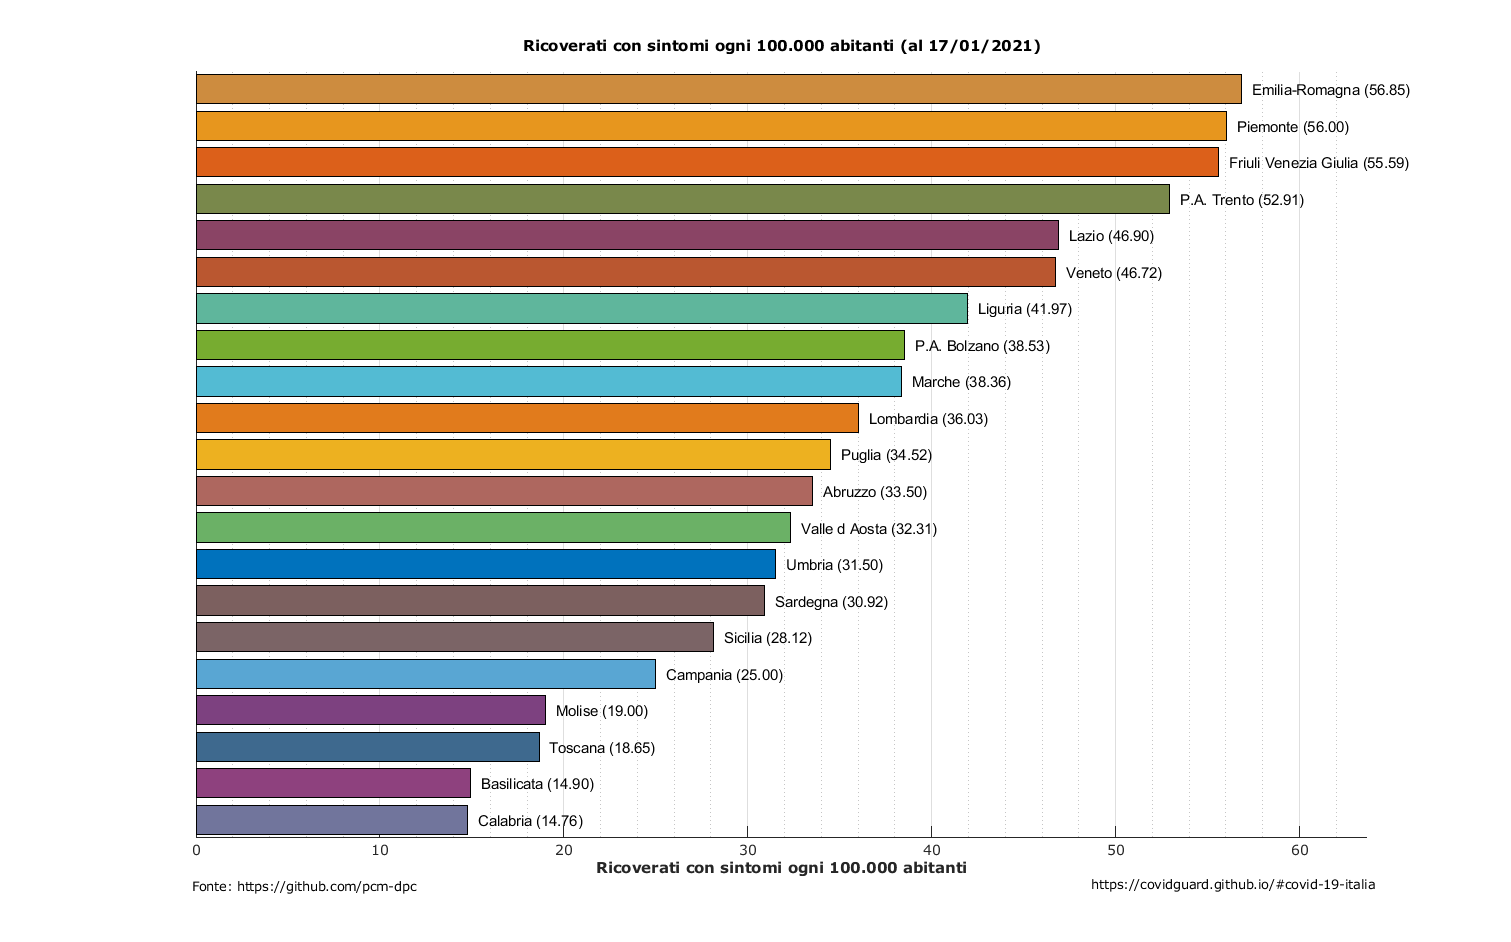 Ricoverati con sintomi ogni 100.000 abitanti (al 17/01/2021)
Emilia-Romagna (56.85)
Piemonte (56.00)
Friuli Venezia Giulia (55.59)
P.A. Trento (52.91)
Lazio (46.90)
Veneto (46.72)
Liguria (41.97)
P.A. Bolzano (38.53)
Marche (38.36)
Lombardia (36.03)
Puglia (34.52)
Abruzzo (33.50)
Valle d Aosta (32.31)
Umbria (31.50)
Sardegna (30.92)
Sicilia (28.12)
Campania (25.00)
Molise (19.00)
Toscana (18.65)
Basilicata (14.90)
Calabria (14.76)
0 10 20 30 40 50 60
Ricoverati con sintomi ogni 100.000 abitanti
Fonte: https://github.com/pcm-dpc
https://covidguard.github.io/#covid-19-italia